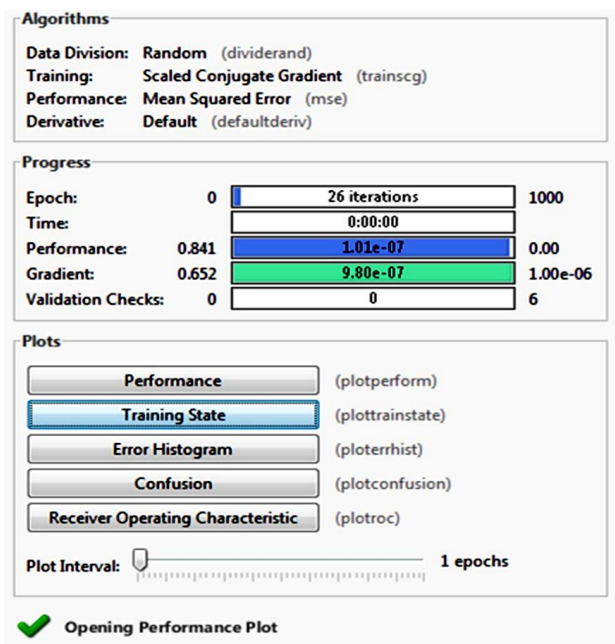 Algorithms
Data Division: Random (dividerand)
Training: Scaled Conjugate Gradient (trainscg)
Performance: Mean Squared Error (mse)
Derivative: Default (defaultderiv)
Progress
Epoch: 0 26 iterations 1000
Time: 0:00:00
Performance: 0.841 1.01e-07 0.00
Gradient: 0.652 9.80e-07 1.00e-06
Validation Checks: 0 0 6
Plots
Performance (plotperform)
Training State (plottrainstate)
Error Histogram (ploterrhist)
Confusion (plotconfusion)
Receiver Operating Characteristic (plotroc)
Plot Interval: 1 epochs
Opening Performance Plot